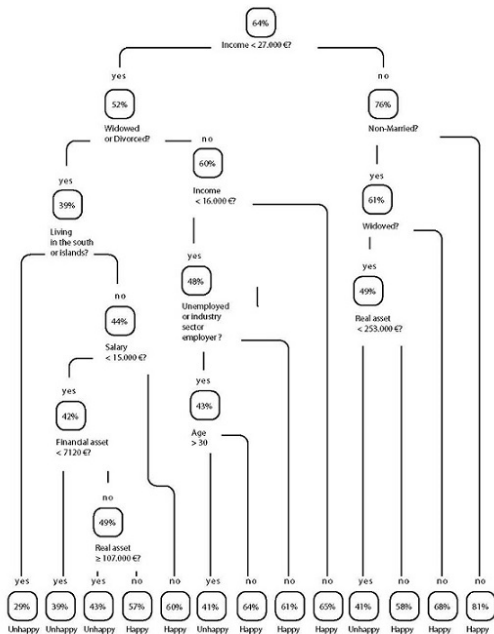 64%
Income < 27.000 €?
yes
no
52%
76%
Widowed
or Divorced?
Non-Married?
no
60%
yes
yes
39%
Income
< 16.000 €?
61%
Living
in the south
or islands?
Widoved?
yes
yes
48%
49%
no
44%
Unemployed
or industry
sector
employer ?
Real asset
< 253.000 €?
Salary
< 15.000 €?
yes
yes
42%
43%
Financial asset
< 7120 €?
Age
> 30
no
49%
Real asset
≥ 107.000 €?
yes yes yes no no yes no no no yes no no no
29% 39% 43% 57% 60% 41% 64% 61% 65% 41% 58% 68% 81%
Unhappy Unhappy Unhappy Happy Happy Unhappy Happy Happy Happy Unhappy Happy Happy Happy